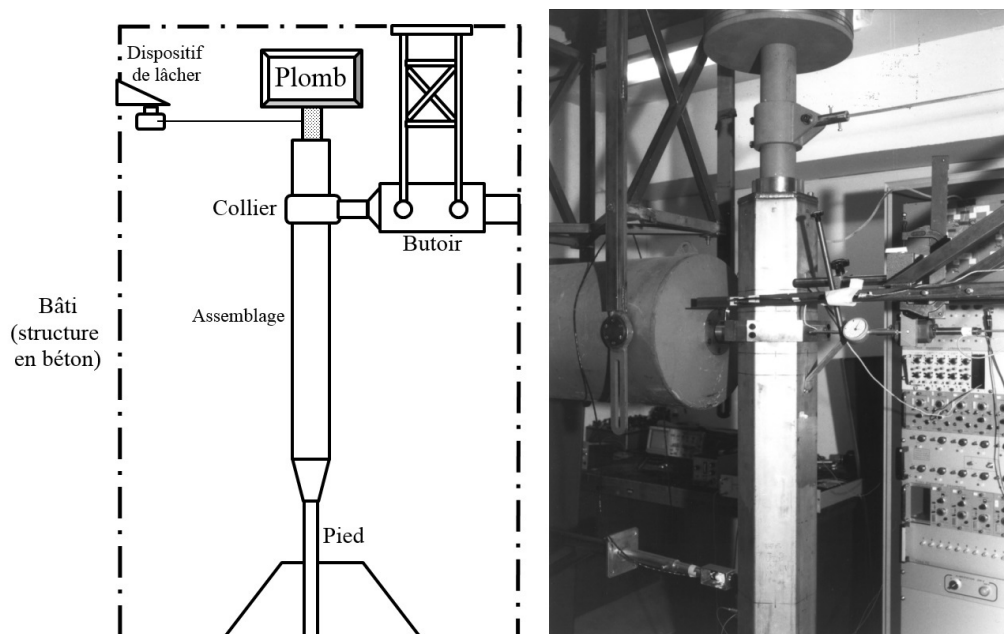 Dispositif
de lâcher
Plomb
Collier
Butoir
Assemblage
Bâti
(structure
en béton)
Pied